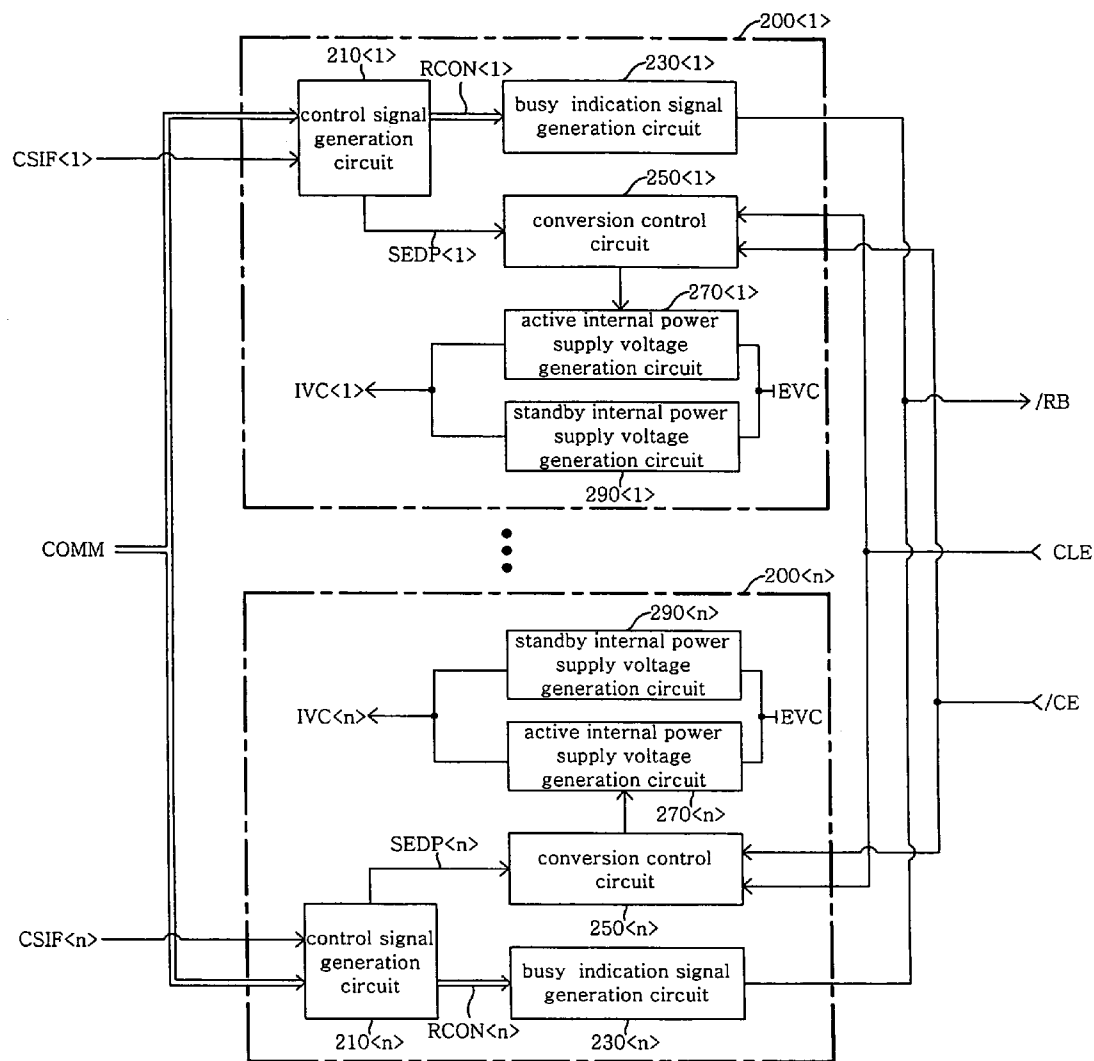 200<1>
210<1>
RCON<1>
230<1>
control signal
generation
circuit
busy indication signal
generation circuit
CSIF<1>
250<1>
conversion control
circuit
SEDP<1>
270<1>
active internal power
supply voltage
generation circuit
IVC<1>
EVC
/RB
standby internal power
supply voltage
generation circuit
290<1>
COMM
CLE
200<n>
290<n>
standby internal power
supply voltage
generation circuit
IVC<n>
EVC
/CE
active internal power
supply voltage
generation circuit
270<n>
SEDP<n>
conversion control
circuit
250<n>
CSIF<n>
control signal
generation
circuit
busy indication signal
generation circuit
RCON<n>
210<n>
230<n>